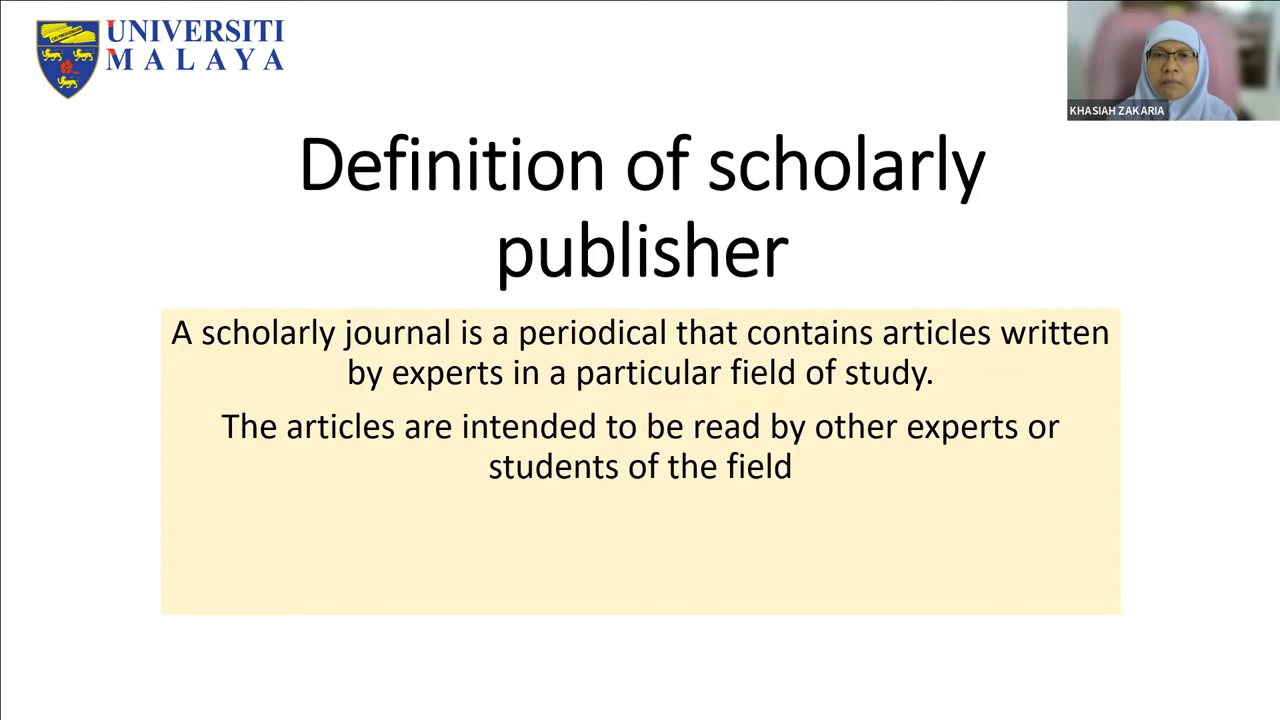 UNIVERSITI
MALAYA
KHASIAH ZAKARIA
Definition of scholarly
publisher
A scholarly journal is a periodical that contains articles written
by experts in a particular field of study.
The articles are intended to be read by other experts or
students of the field